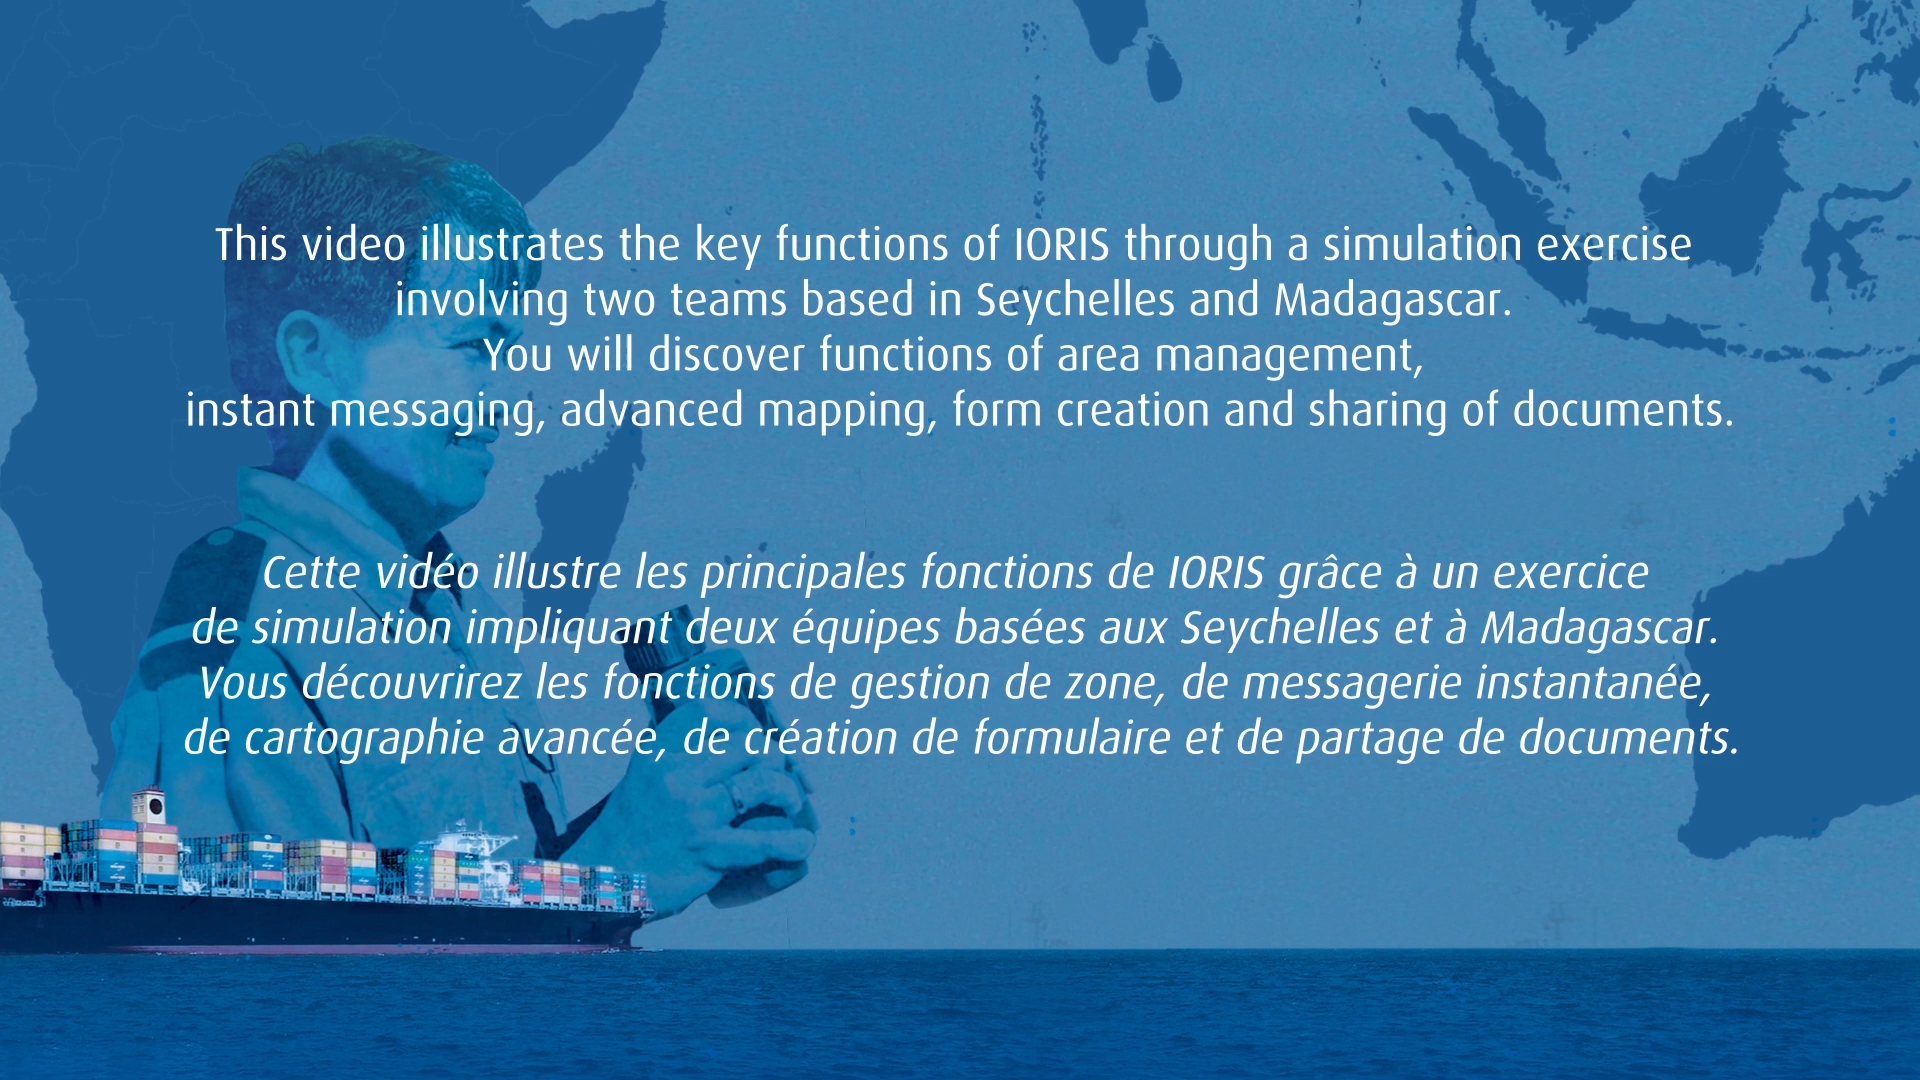 This video illustrates the key functions of IORIS through a simulation exercise
involving two teams based in Seychelles and Madagascar.
You will discover functions of area management,
instant messaging, advanced mapping, form creation and sharing of documents.
Cette vidéo illustre les principales fonctions de IORIS grâce à un exercice
de simulation impliquant deux équipes basées aux Seychelles et à Madagascar.
Vous découvrirez les fonctions de gestion de zone, de messagerie instantanée,
de cartographie avancée, de création de formulaire et de partage de documents.